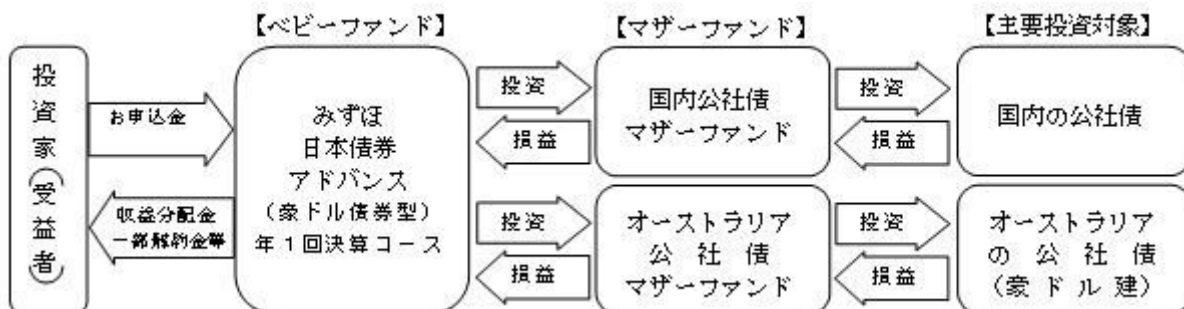 【ベビーファンド】
【マザーファンド】
【主要投資対象】
投資家(受益者)
お申込金
収益分配金
一部解約金等
みずほ
日本債券
アドバンス
(豪ドル債券型)
年1回決算コース
投資
損益
国内公社債
マザーファンド
投資
損益
国内の公社債
投資
損益
オーストラリア
公社債
マザーファンド
投資
損益
オーストラリア
の公社債
(豪ドル建)